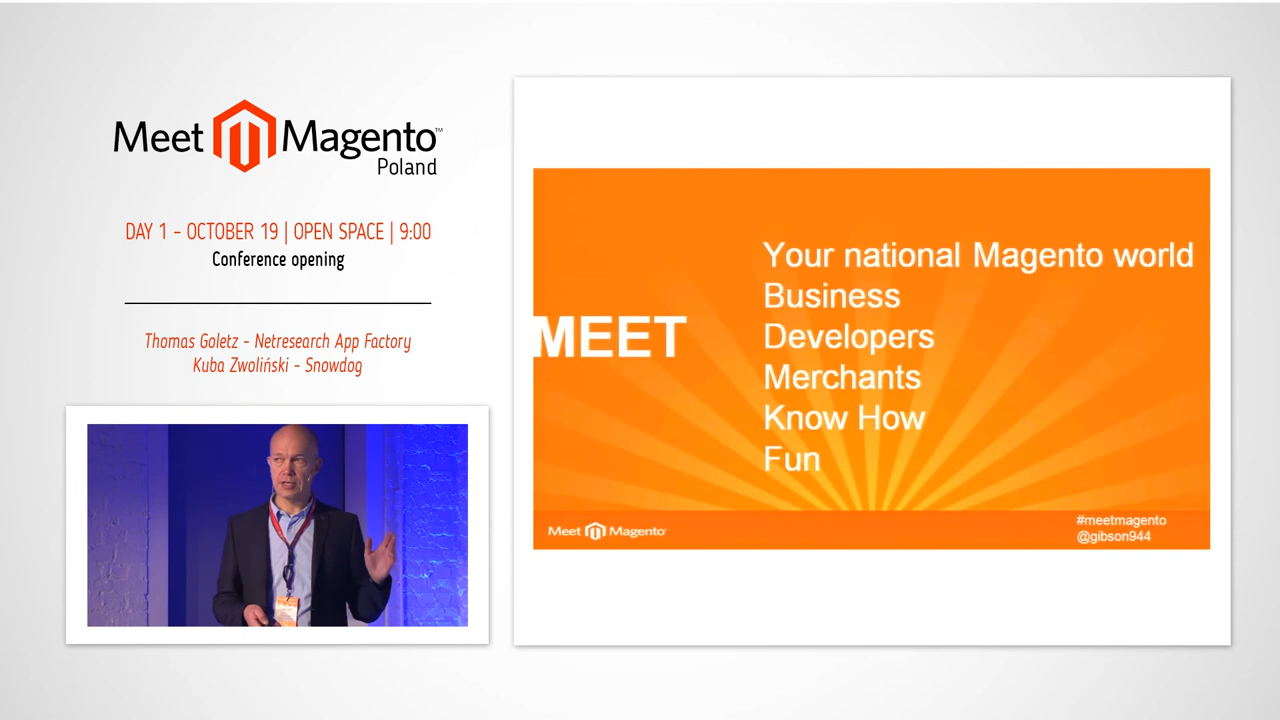 Meet Magento™
Poland
DAY 1 - OCTOBER 19 | OPEN SPACE | 9:00
Conference opening
Thomas Goletz - Netresearch App Factory
Kuba Zwoliński - Snowdog
MEET
Your national Magento world
Business
Developers
Merchants
Know How
Fun
Meet Magento
#meetmagento
@gibson944